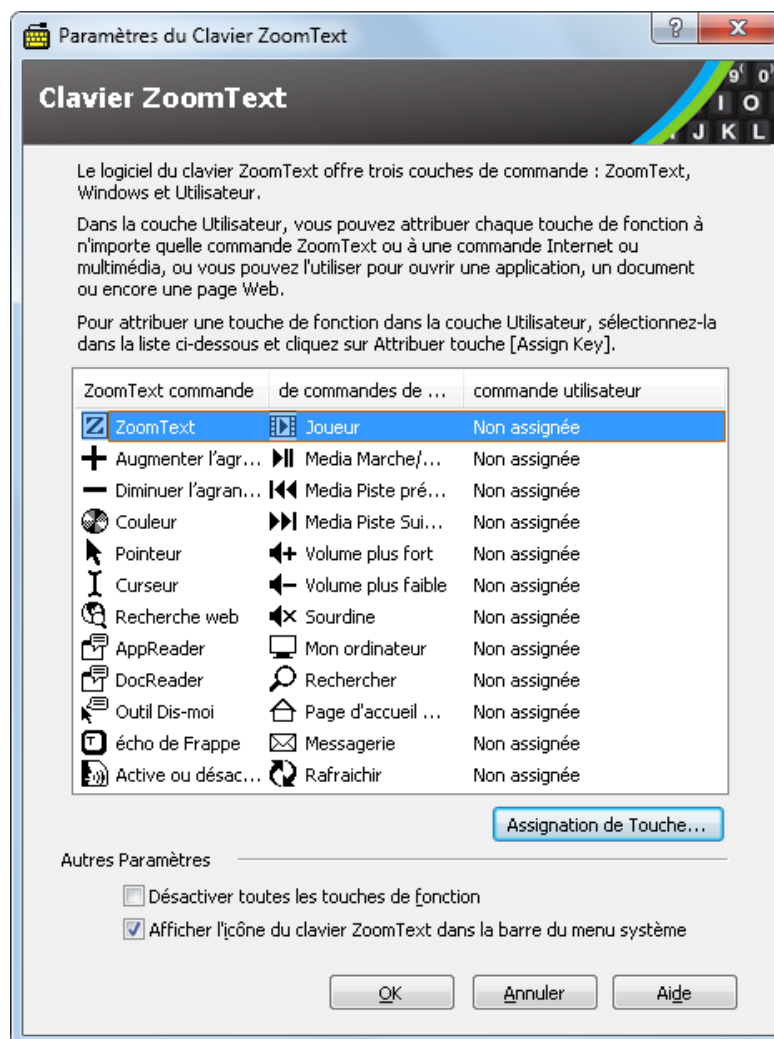 Paramètres du Clavier ZoomText
Clavier ZoomText
9( 0)
I O
J K L
Le logiciel du clavier ZoomText offre trois couches de commande : ZoomText,
Windows et Utilisateur.
Dans la couche Utilisateur, vous pouvez attribuer chaque touche de fonction à
n'importe quelle commande ZoomText ou à une commande Internet ou
multimédia, ou vous pouvez l'utiliser pour ouvrir une application, un document
ou encore une page Web.
Pour attribuer une touche de fonction dans la couche Utilisateur, sélectionnez-la
dans la liste ci-dessous et cliquez sur Attribuer touche [Assign Key].
ZoomText commande de commandes de ... commande utilisateur
ZoomText Joueur Non assignée
Augmenter l'agr... Media Marche/... Non assignée
Diminuer l'agran... Media Piste pré... Non assignée
Couleur Media Piste Sui... Non assignée
Pointeur Volume plus fort Non assignée
Curseur Volume plus faible Non assignée
Recherche web Sourdine Non assignée
AppReader Mon ordinateur Non assignée
DocReader Rechercher Non assignée
Outil Dis-moi Page d'accueil ... Non assignée
écho de Frappe Messagerie Non assignée
Active ou désac... Rafraichir Non assignée
Assignation de Touche...
Autres Paramètres
Désactiver toutes les touches de fonction
Afficher l'icône du clavier ZoomText dans la barre du menu système
OK Annuler Aide